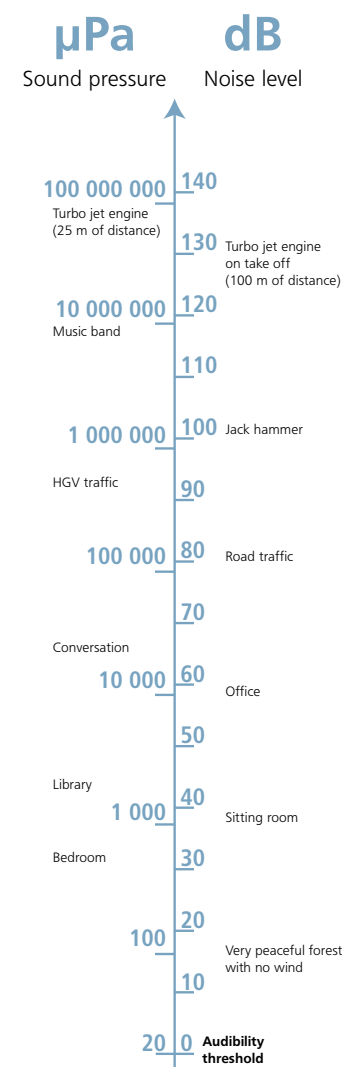 µPa dB
Sound pressure Noise level
140
100 000 000
Turbo jet engine
(25 m of distance)
130
Turbo jet engine
on take off
(100 m of distance)
120
10 000 000
Music band
110
100 Jack hammer
1 000 000
HGV traffic
90
80
100 000 Road traffic
70
Conversation
60
10 000
Office
50
Library
40
1 000
Sitting room
Bedroom
30
20
100
Very peaceful forest
with no wind
10
20 0 Audibility
threshold